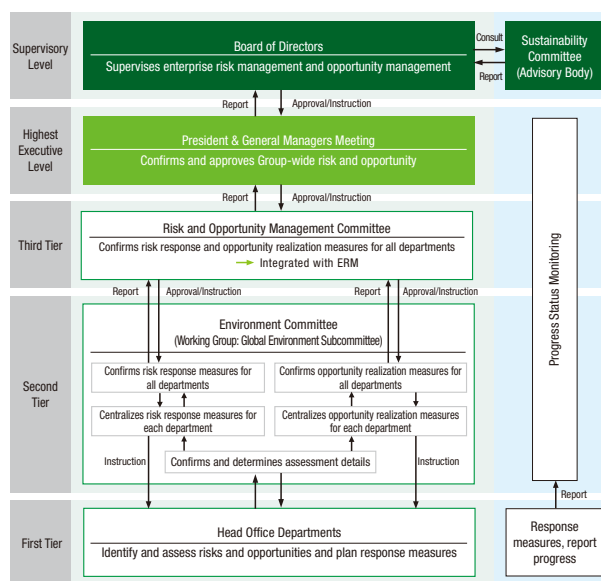 Supervisory
Level
Board of Directors
Supervises enterprise risk management and opportunity management
Consult
Report
Sustainability
Committee
(Advisory Body)
Report
Approval/Instruction
Highest
Executive
Level
President & General Managers Meeting
Confirms and approves Group-wide risk and opportunity
Report
Approval/Instruction
Third Tier
Risk and Opportunity Management Committee
Confirms risk response and opportunity realization measures for all departments
Integrated with ERM
Report
Approval/Instruction
Report
Approval/Instruction
Second
Tier
Environment Committee
(Working Group: Global Environment Subcommittee)
Confirms risk response measures for
all departments
Confirms opportunity realization measures for
all departments
Centralizes risk response measures for
each department
Centralizes opportunity realization measures
for each department
Instruction
Confirms and determines assessment details
Instruction
First Tier
Head Office Departments
Identify and assess risks and opportunities and plan response measures
Progress Status Monitoring
Report
Response
measures, report
progress